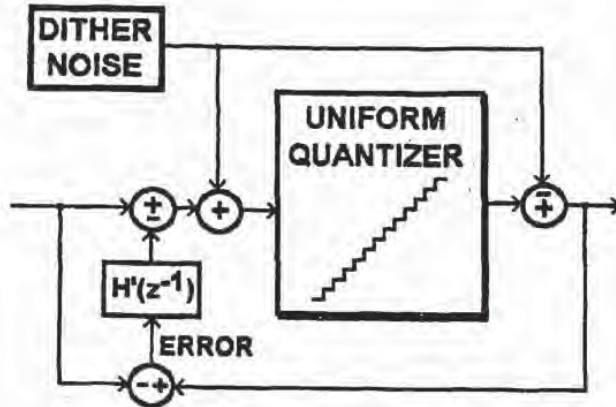 DITHER
NOISE
UNIFORM
QUANTIZER
±
+
∓
H'(z⁻¹)
ERROR
-+